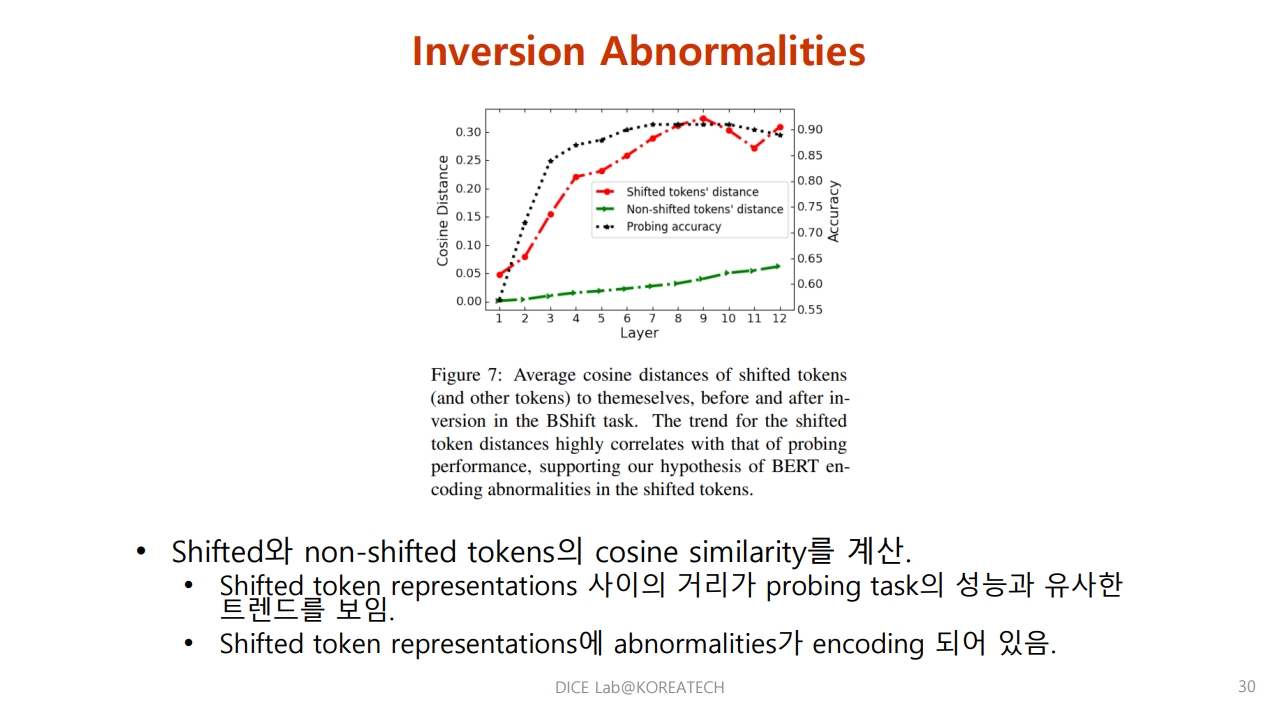 Inversion Abnormalities
0.30
0.25
0.20
0.15
0.10
0.05
0.00
Cosine Distance
0.90
0.85
0.80
0.75
0.70
0.65
0.60
0.55
Accuracy
Shifted tokens' distance
Non-shifted tokens' distance
Probing accuracy
1 2 3 4 5 6 7 8 9 10 11 12
Layer
Figure 7: Average cosine distances of shifted tokens
(and other tokens) to themeselves, before and after in-
version in the BShift task. The trend for the shifted
token distances highly correlates with that of probing
performance, supporting our hypothesis of BERT en-
coding abnormalities in the shifted tokens.
• Shifted와 non-shifted tokens의 cosine similarity를 계산.
• Shifted token representations 사이의 거리가 probing task의 성능과 유사한
트렌드를 보임.
• Shifted token representations에 abnormalities가 encoding 되어 있음.
DICE Lab@KOREATECH
30